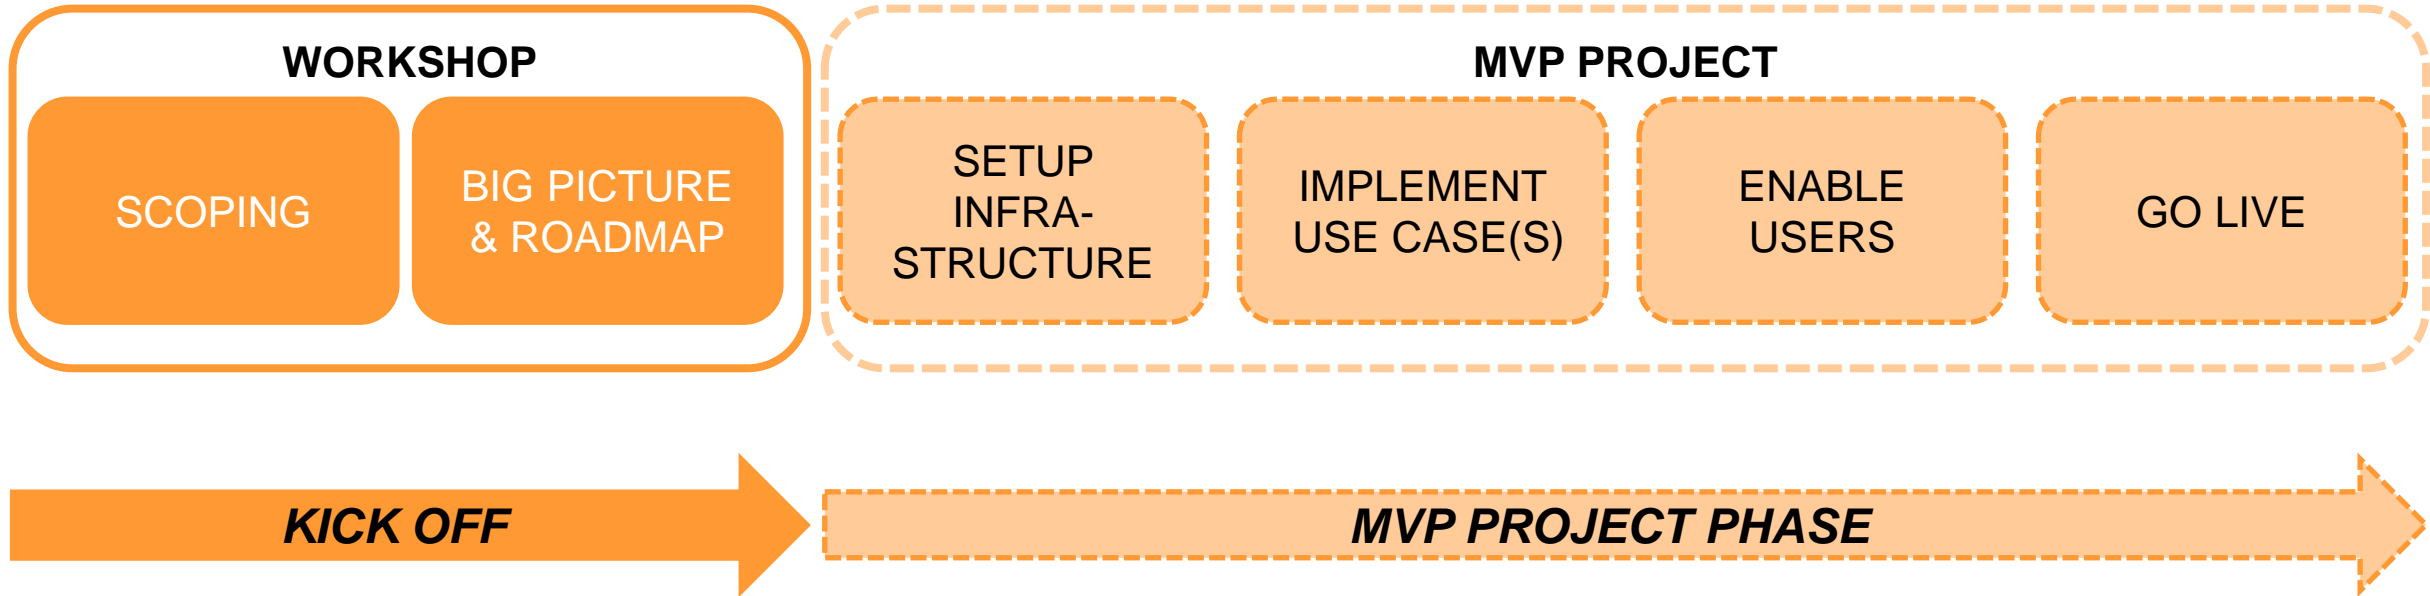 WORKSHOP
SCOPING
BIG PICTURE
& ROADMAP
MVP PROJECT
SETUP
INFRA-
STRUCTURE
IMPLEMENT
USE CASE(S)
ENABLE
USERS
GO LIVE
KICK OFF
MVP PROJECT PHASE